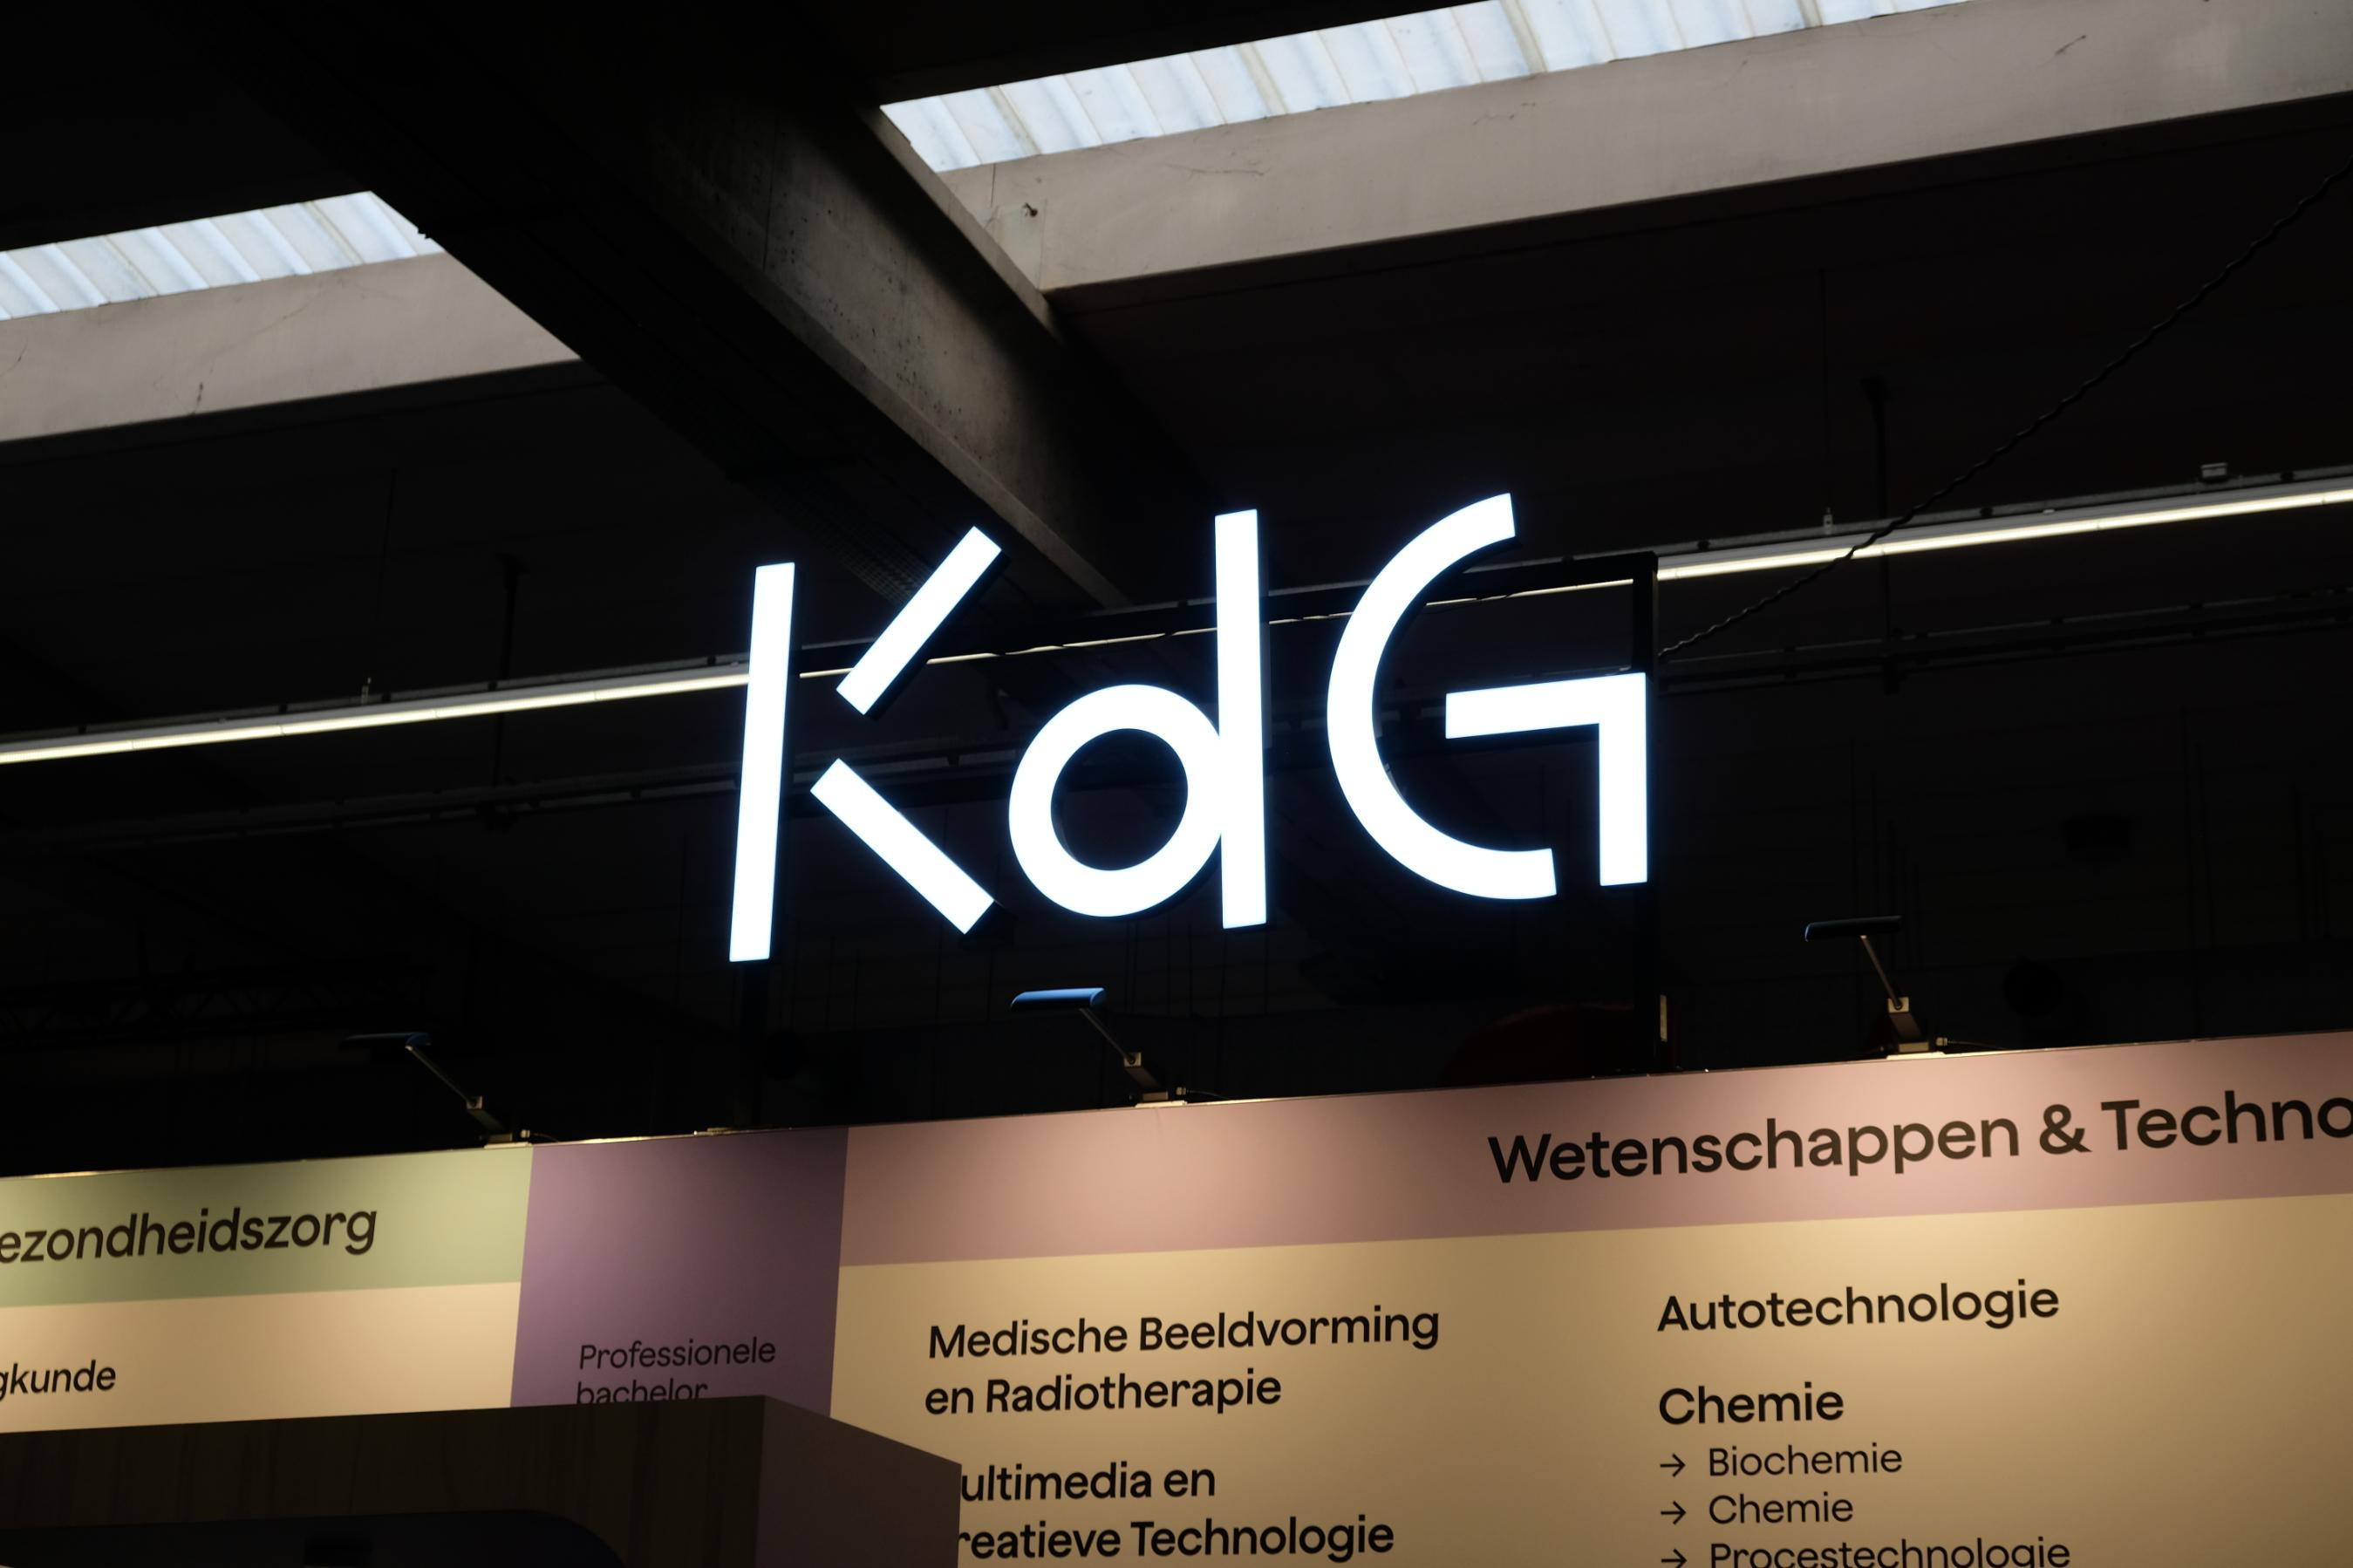 KdG
ezondheidszorg
gkunde
Professionele
bachelor
Wetenschappen & Techno
Medische Beeldvorming
en Radiotherapie
ultimedia en
reatieve Technologie
Autotechnologie
Chemie
→ Biochemie
→ Chemie
→ Procestechnologie